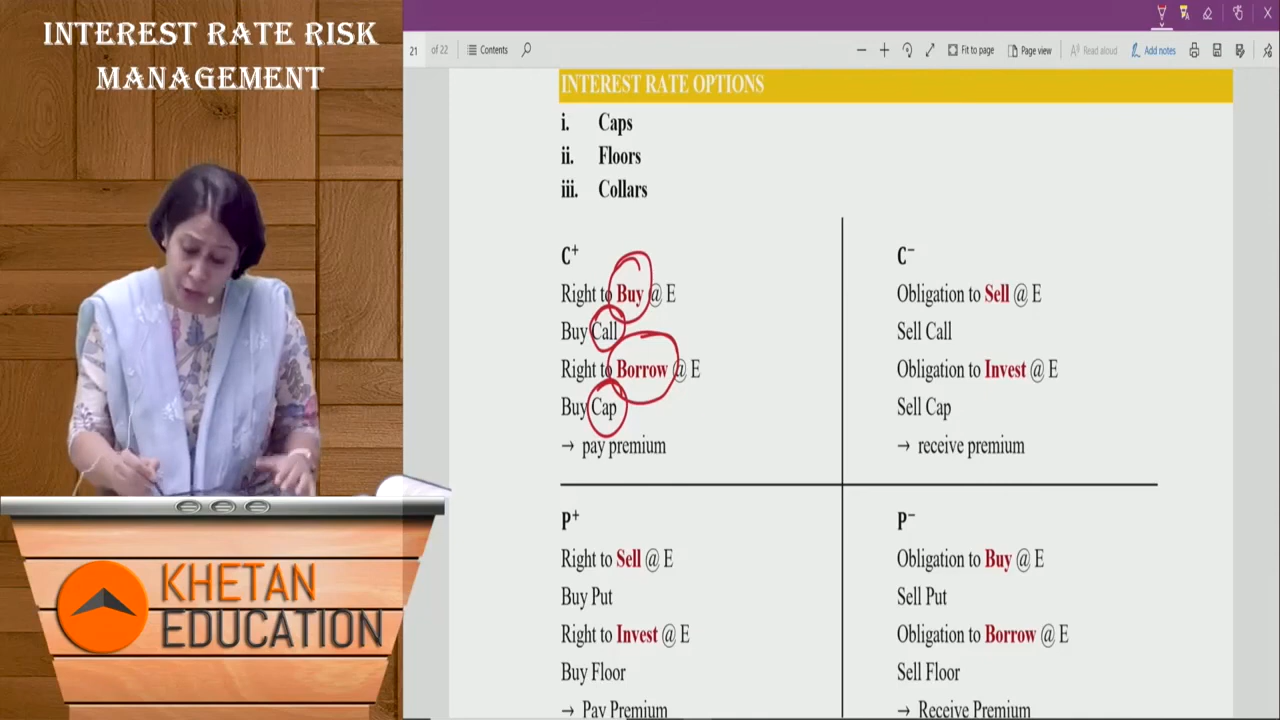 INTEREST RATE RISK
MANAGEMENT
21 of 22
Contents
Fit to page
Page view
Read aloud
Add notes
INTEREST RATE OPTIONS
i. Caps
ii. Floors
iii. Collars
C⁺
Right to Buy @ E
Buy Call
Right to Borrow @ E
Buy Cap
→ pay premium
C⁻
Obligation to Sell @ E
Sell Call
Obligation to Invest @ E
Sell Cap
→ receive premium
P⁺
Right to Sell @ E
Buy Put
Right to Invest @ E
Buy Floor
→ Pay Premium
P⁻
Obligation to Buy @ E
Sell Put
Obligation to Borrow @ E
Sell Floor
→ Receive Premium
KHETAN
EDUCATION